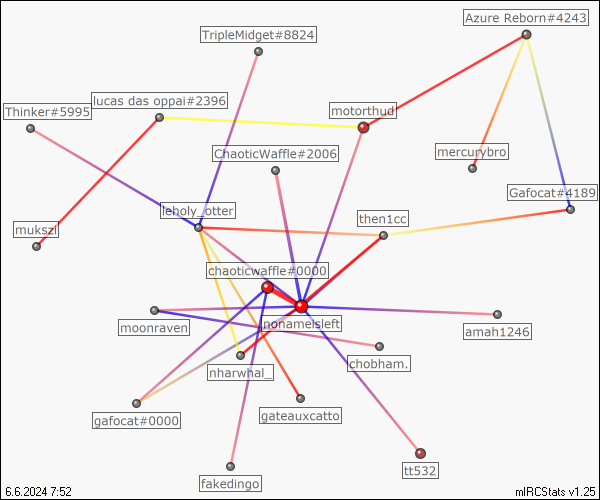 Azure Reborn#4243
TripleMidget#8824
lucas das oppai#2396
Thinker#5995
motorthud
ChaoticWaffle#2006
mercurybro
Gafocat#4189
leholy_otter
then1cc
mukszi
chaoticwaffle#0000
moonraven
nonameisleft
amah1246
chobham.
nharwhal_
gafocat#0000
gateauxcatto
tt532
fakedingo
6.6.2024 7:52
mIRCStats v1.25